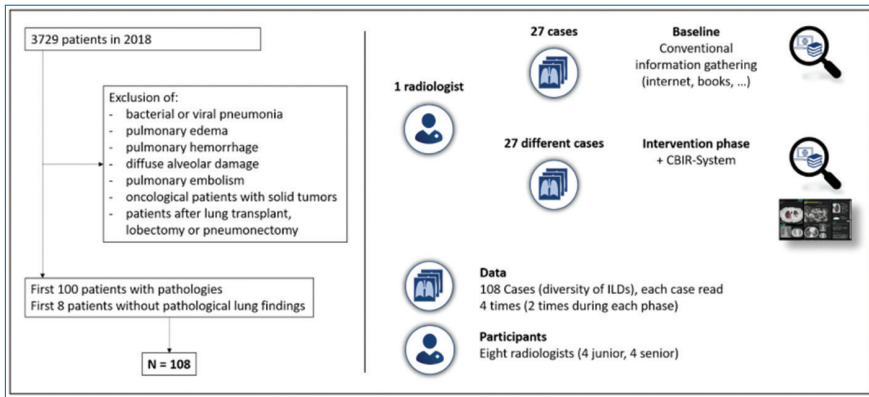 3729 patients in 2018
Exclusion of:
- bacterial or viral pneumonia
- pulmonary edema
- pulmonary hemorrhage
- diffuse alveolar damage
- pulmonary embolism
- oncological patients with solid tumors
- patients after lung transplant,
lobectomy or pneumonectomy
First 100 patients with pathologies
First 8 patients without pathological lung findings
N = 108
1 radiologist
27 cases
Baseline
Conventional
information gathering
(internet, books, ...)
27 different cases
Intervention phase
+ CBIR-System
Data
108 Cases (diversity of ILDs), each case read
4 times (2 times during each phase)
Participants
Eight radiologists (4 junior, 4 senior)